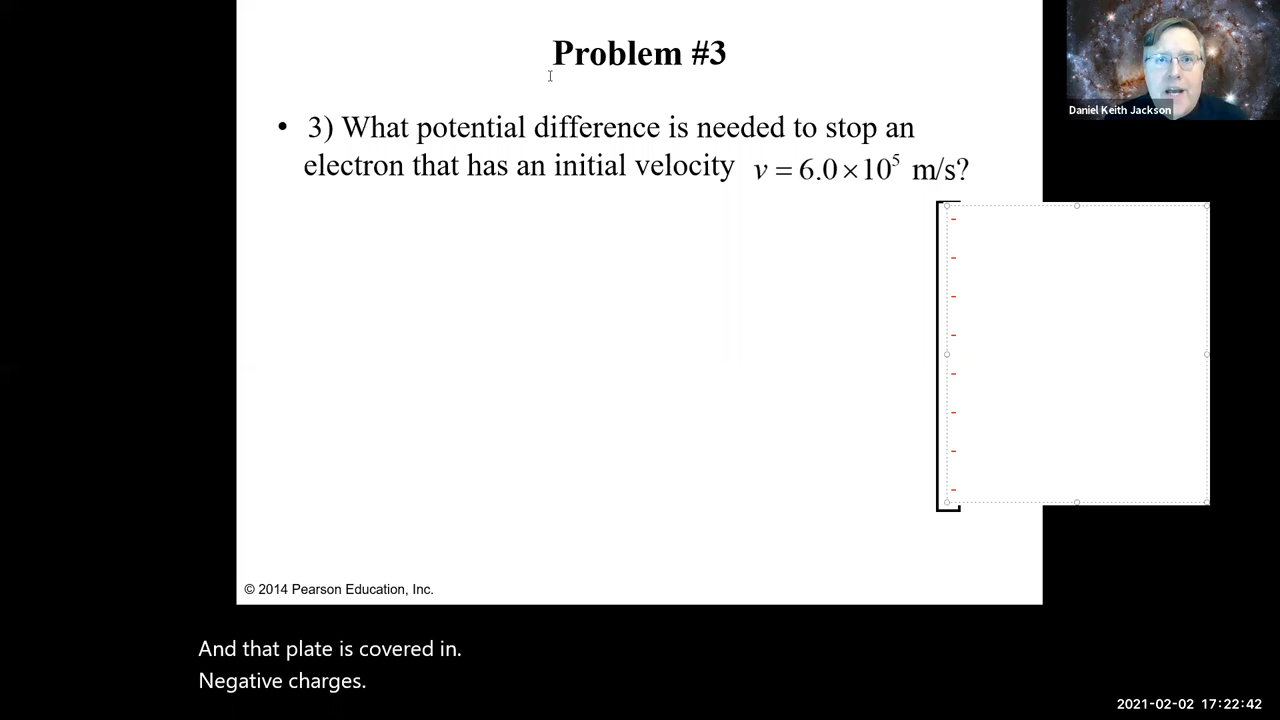 Problem #3
Daniel Keith Jackson
• 3) What potential difference is needed to stop an
electron that has an initial velocity v = 6.0×10⁵ m/s?
© 2014 Pearson Education, Inc.
And that plate is covered in.
Negative charges.
2021-02-02 17:22:42